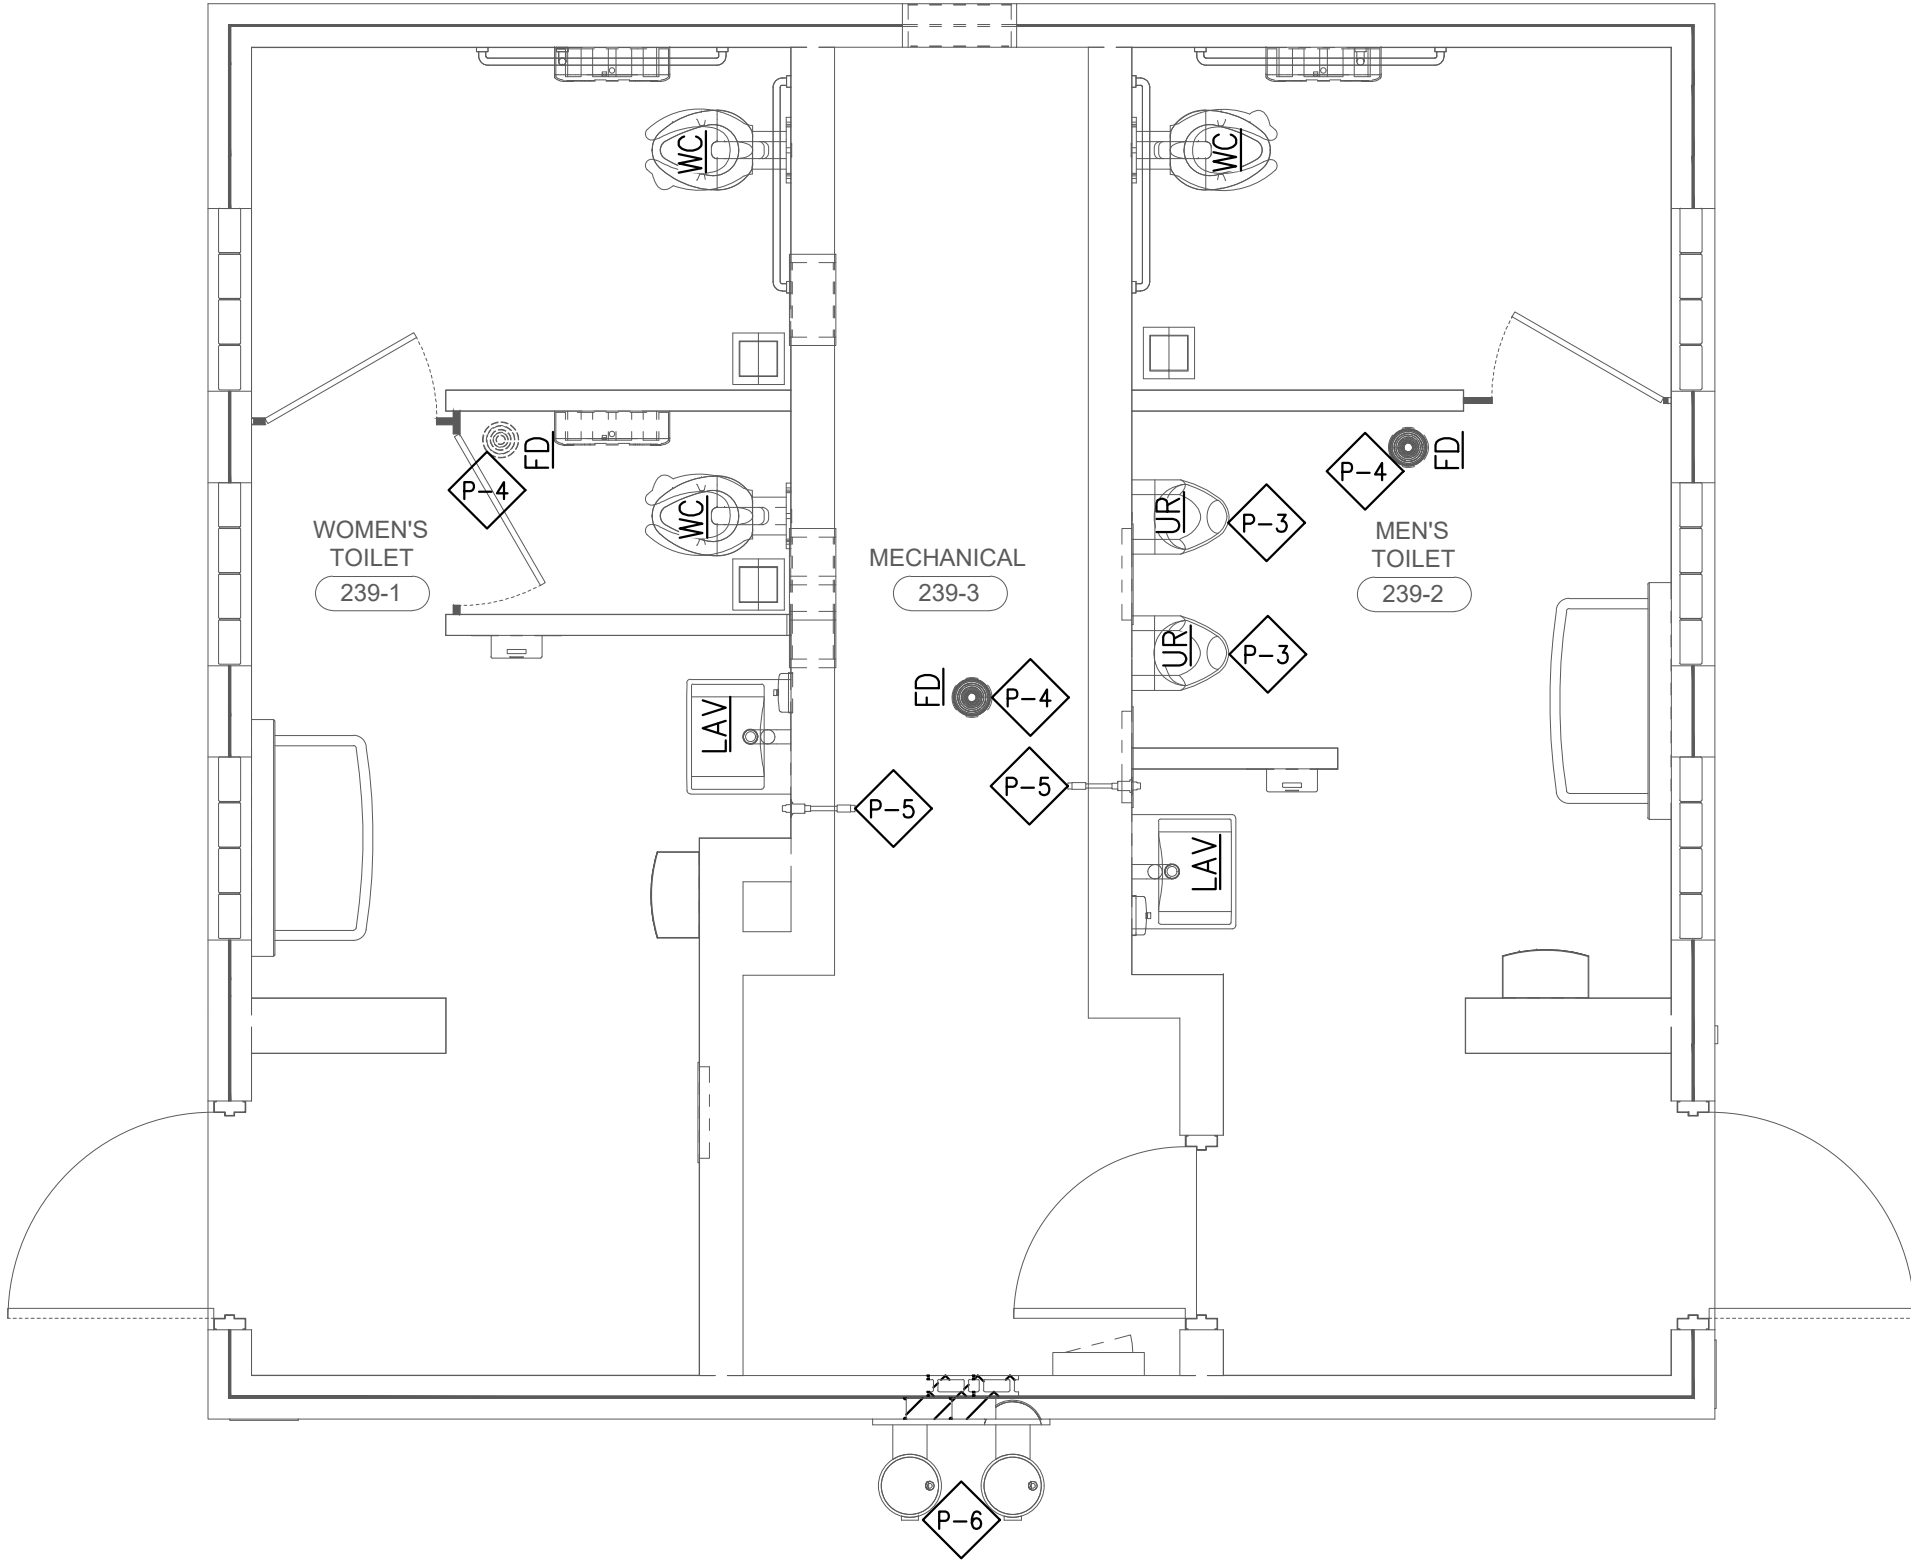 WC
WC
FD
P-4
FD
P-4
WC
UR
P-3
WOMEN'S
TOILET
239-1
MECHANICAL
239-3
MEN'S
TOILET
239-2
UR
P-3
FD
P-4
LAV
P-5
P-5
LAV
P-6